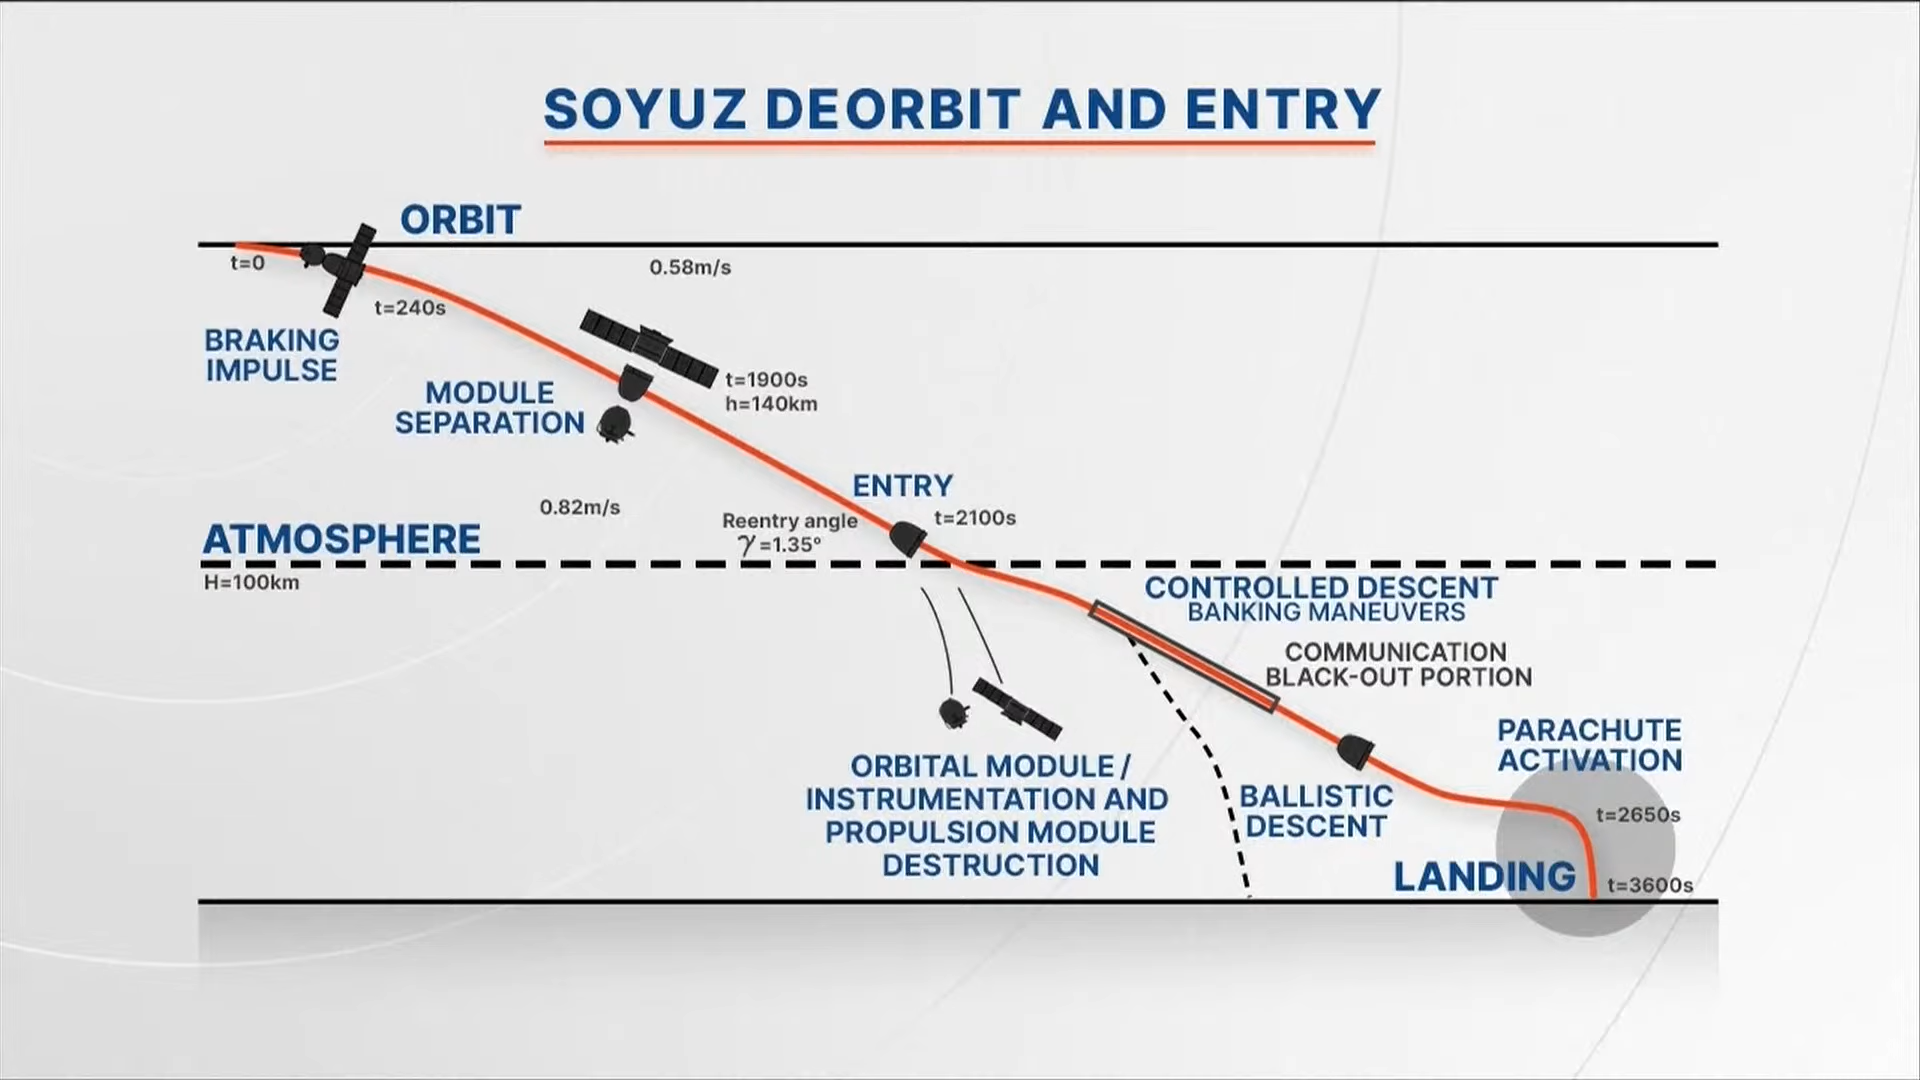 SOYUZ DEORBIT AND ENTRY
ORBIT
t=0
0.58m/s
t=240s
BRAKING
IMPULSE
t=1900s
h=140km
MODULE
SEPARATION
ENTRY
0.82m/s
Reentry angle
γ=1.35°
t=2100s
ATMOSPHERE
H=100km
CONTROLLED DESCENT
BANKING MANEUVERS
COMMUNICATION
BLACK-OUT PORTION
PARACHUTE
ACTIVATION
ORBITAL MODULE /
INSTRUMENTATION AND
PROPULSION MODULE
DESTRUCTION
BALLISTIC
DESCENT
t=2650s
LANDING
t=3600s